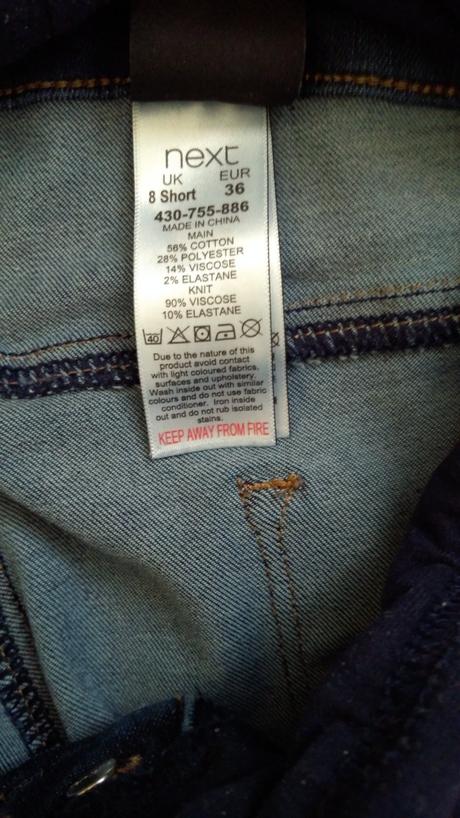 next
UK EUR
8 Short 36
430-755-886
MADE IN CHINA
MAIN
56% COTTON
28% POLYESTER
14% VISCOSE
2% ELASTANE
KNIT
90% VISCOSE
10% ELASTANE
40
Due to the nature of this
product avoid contact
with light coloured fabrics,
surfaces and upholstery.
Wash inside out with similar
colours and do not use fabric
conditioner. Iron inside
out and do not rub isolated
stains.
KEEP AWAY FROM FIRE